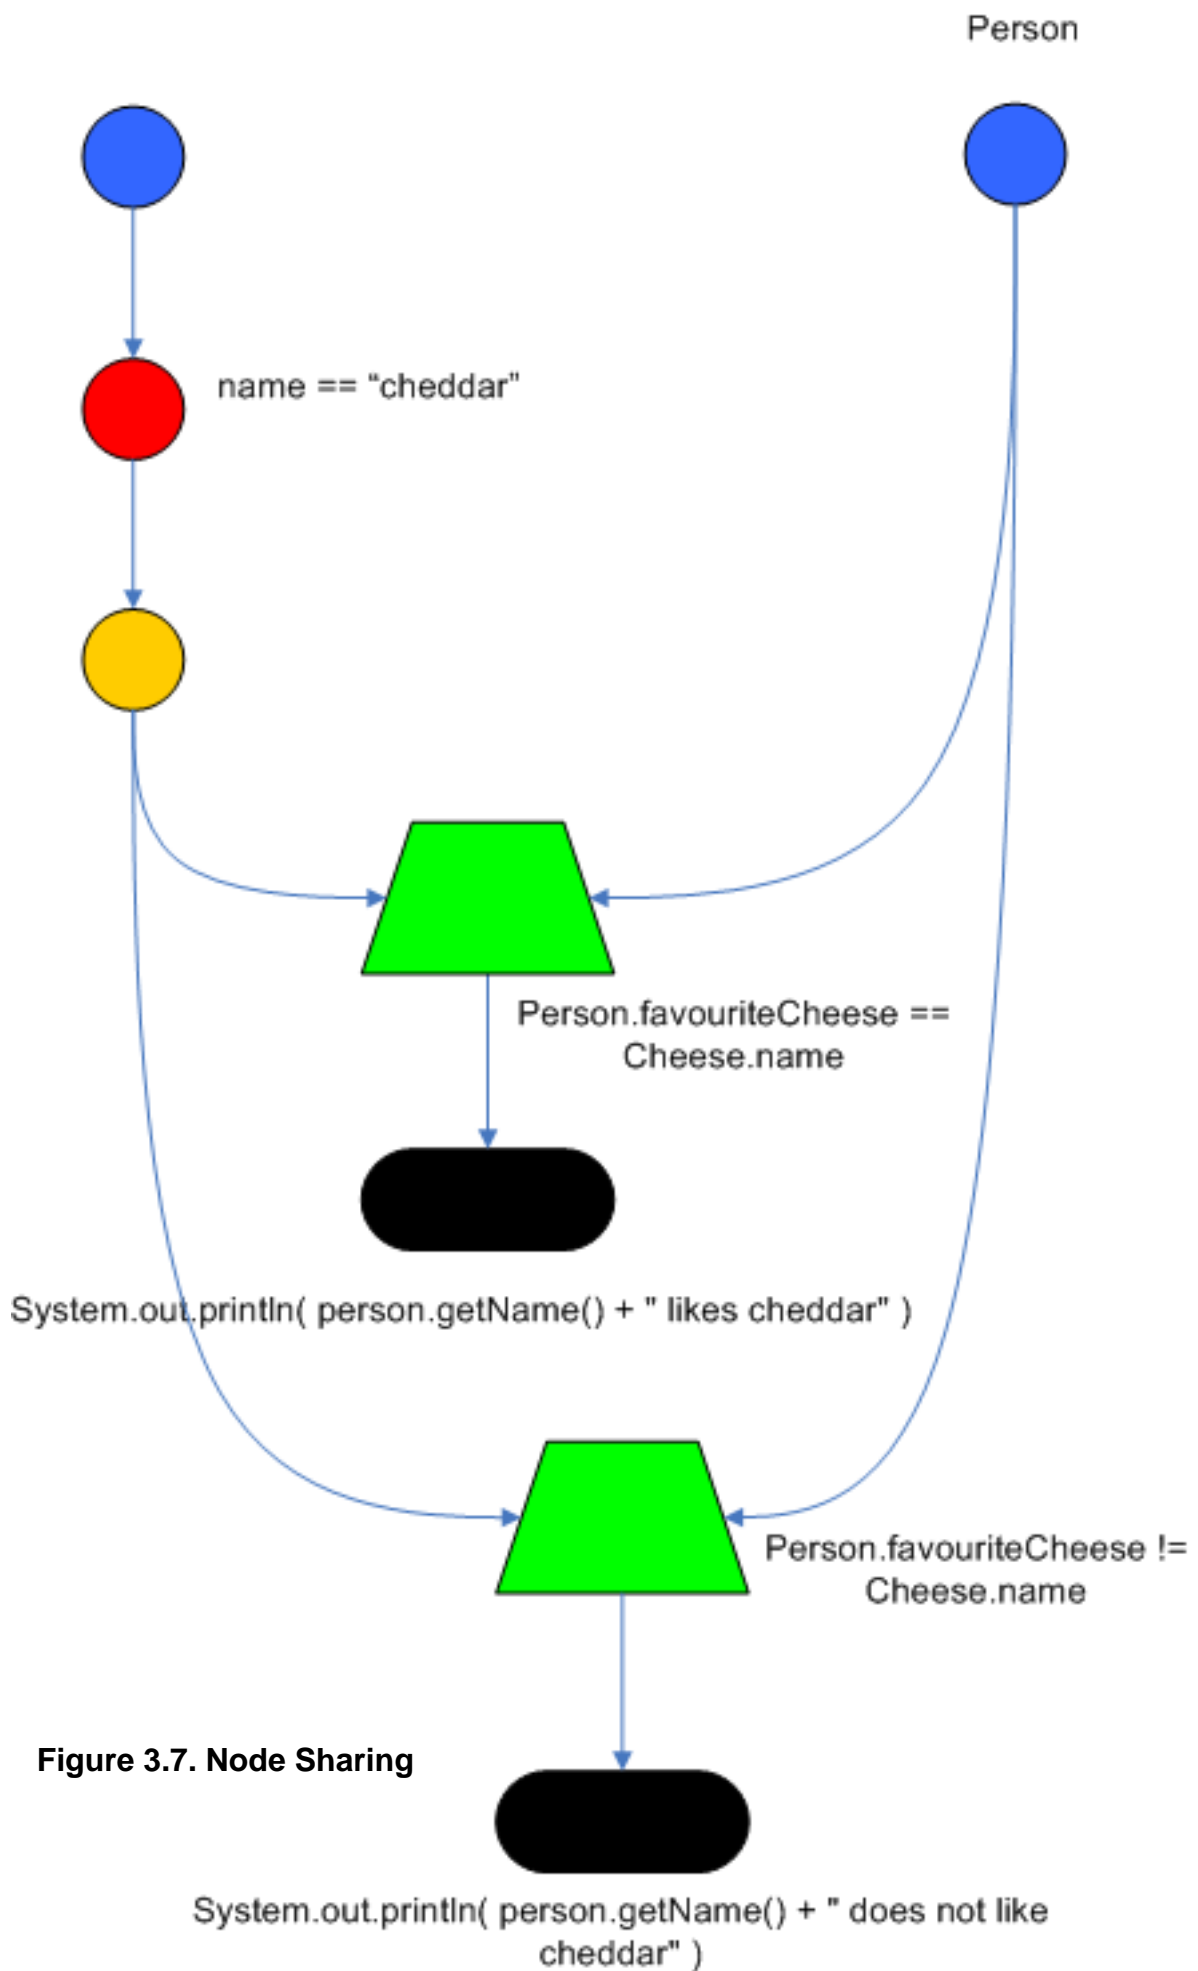 Person
name == “cheddar”
Person.favouriteCheese ==
Cheese.name
System.out.println( person.getName() + " likes cheddar" )
Person.favouriteCheese !=
Cheese.name
Figure 3.7. Node Sharing
System.out.println( person.getName() + " does not like
cheddar" )